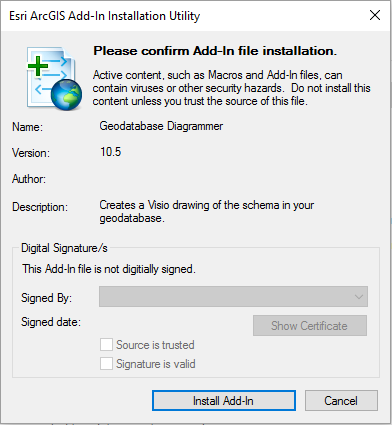 Esri ArcGIS Add-In Installation Utility
Please confirm Add-In file installation.
Active content, such as Macros and Add-In files, can
contain viruses or other security hazards. Do not install this
content unless you trust the source of this file.
Name: Geodatabase Diagrammer
Version: 10.5
Author:
Description: Creates a Visio drawing of the schema in your
geodatabase.
Digital Signature/s
This Add-In file is not digitially signed.
Signed By:
Signed date: Show Certificate
Source is trusted
Signature is valid
Install Add-In Cancel